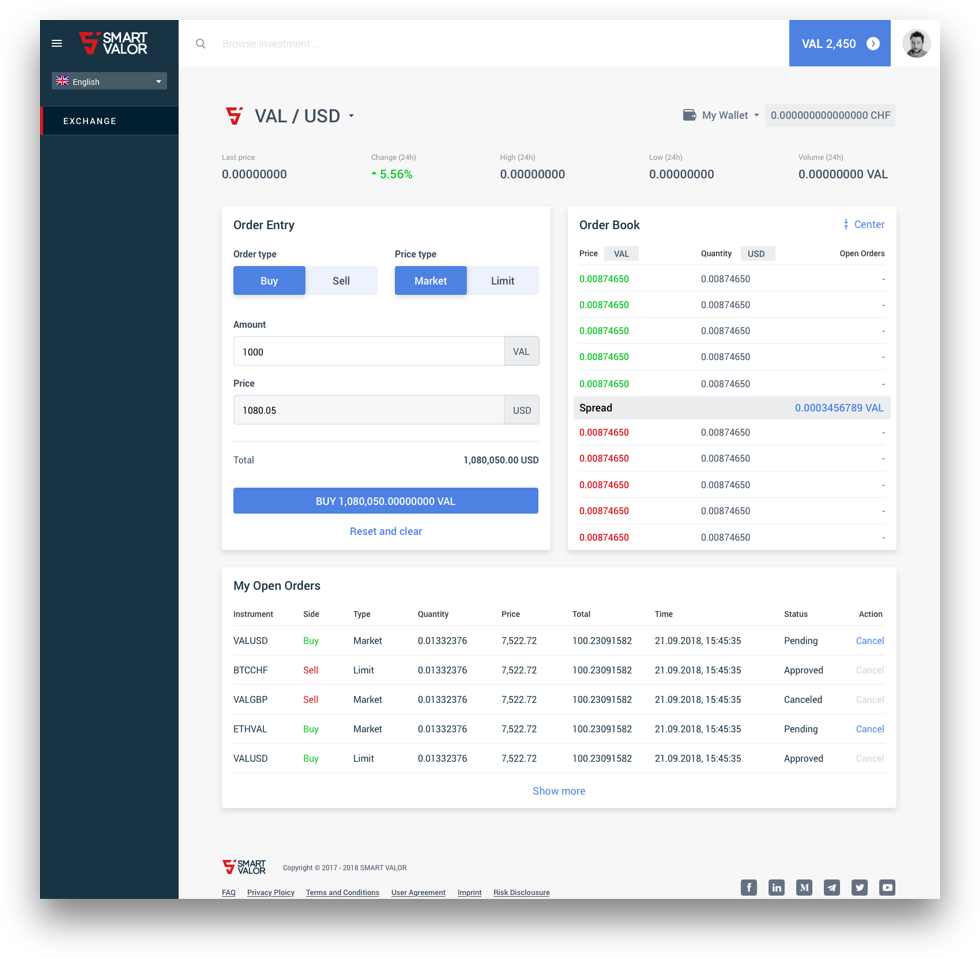 SMART VALOR
Browse investment ...
VAL 2,450
English
EXCHANGE
VAL / USD
My Wallet 0.000000000000000 CHF
Last price Change (24h) High (24h) Low (24h) Volume (24h)
0.00000000 5.56% 0.00000000 0.00000000 0.00000000 VAL
Order Entry
Order type Price type
Buy Sell Market Limit
Amount
1000 VAL
Price
1080.05 USD
Total 1,080,050.00 USD
BUY 1,080,050.00000000 VAL
Reset and clear
Order Book Center
Price VAL Quantity USD Open Orders
0.00874650 0.00874650 -
0.00874650 0.00874650 -
0.00874650 0.00874650 -
0.00874650 0.00874650 -
0.00874650 0.00874650 -
Spread 0.0003456789 VAL
0.00874650 0.00874650 -
0.00874650 0.00874650 -
0.00874650 0.00874650 -
0.00874650 0.00874650 -
0.00874650 0.00874650 -
My Open Orders
Instrument Side Type Quantity Price Total Time Status Action
VALUSD Buy Market 0.01332376 7,522.72 100.23091582 21.09.2018, 15:45:35 Pending Cancel
BTCCHF Sell Limit 0.01332376 7,522.72 100.23091582 21.09.2018, 15:45:35 Approved Cancel
VALGBP Sell Market 0.01332376 7,522.72 100.23091582 21.09.2018, 15:45:35 Canceled Cancel
ETHVAL Buy Market 0.01332376 7,522.72 100.23091582 21.09.2018, 15:45:35 Pending Cancel
VALUSD Buy Limit 0.01332376 7,522.72 100.23091582 21.09.2018, 15:45:35 Approved Cancel
Show more
SMART VALOR Copyright © 2017 - 2018 SMART VALOR
FAQ Privacy Ploicy Terms and Conditions User Agreement Imprint Risk Disclousure